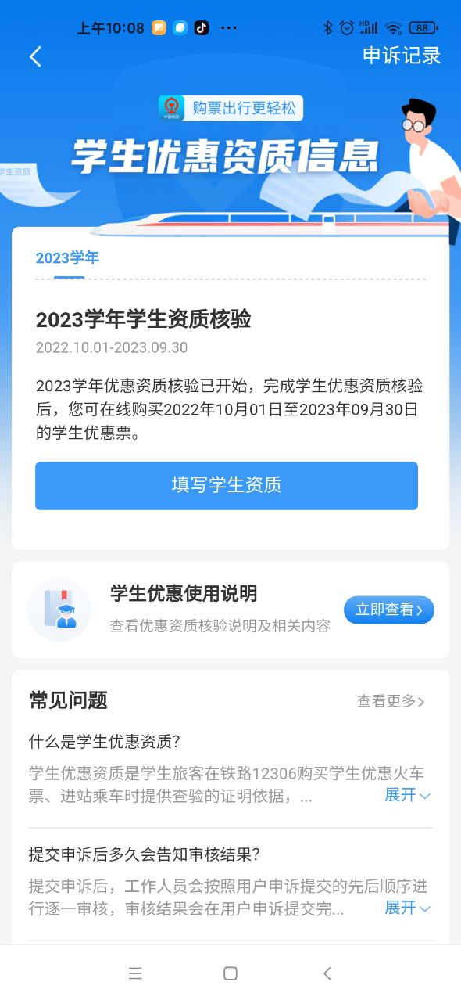 上午10:08
HD
88
申诉记录
购票出行更轻松
学生优惠资质信息
学生资质
2023学年
2023学年学生资质核验
2022.10.01-2023.09.30
2023学年优惠资质核验已开始，完成学生优惠资质核验
后，您可在线购买2022年10月01日至2023年09月30日
的学生优惠票。
填写学生资质
学生优惠使用说明
查看优惠资质核验说明及相关内容
立即查看
常见问题
查看更多
什么是学生优惠资质？
学生优惠资质是学生旅客在铁路12306购买学生优惠火车
票、进站乘车时提供查验的证明依据，...
展开
提交申诉后多久会告知审核结果？
提交申诉后，工作人员会按照用户申诉提交的先后顺序进
行逐一审核，审核结果会在用户申诉提交完...
展开